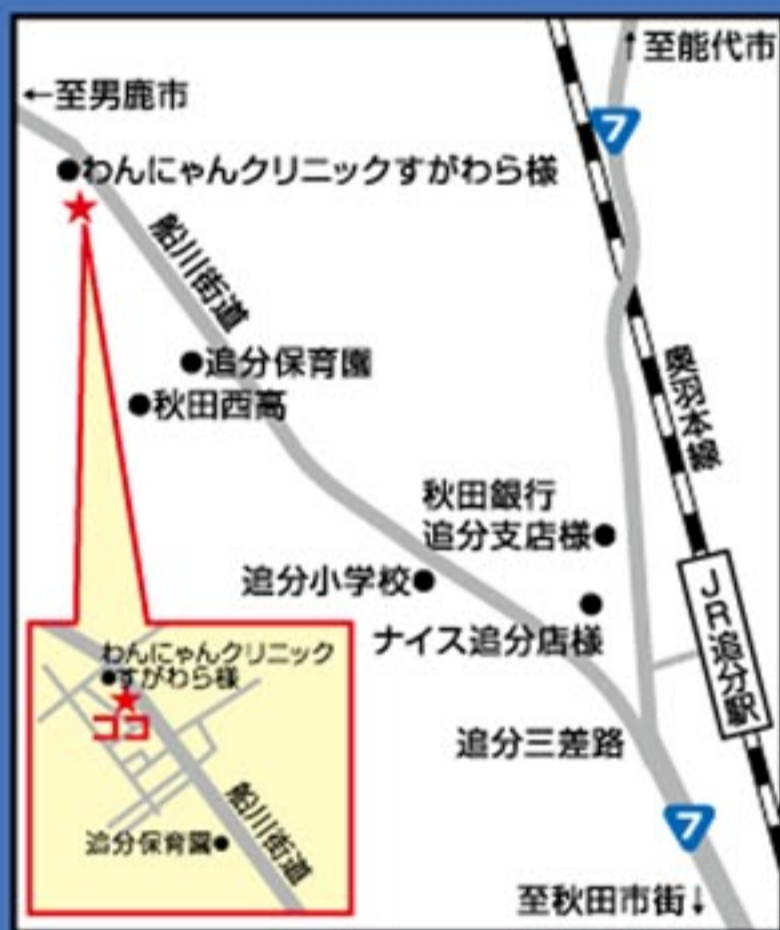 ↑至能代市
←至男鹿市
7
●わんにゃんクリニックすがわら様
船川街道
●追分保育園
●秋田西高
奥羽本線
秋田銀行
追分支店様●
追分小学校●
ナイス追分店様
JR追分駅
追分三差路
7
至秋田市街↓
わんにゃんクリニック
●すがわら様
ココ
船川街道
追分保育園●